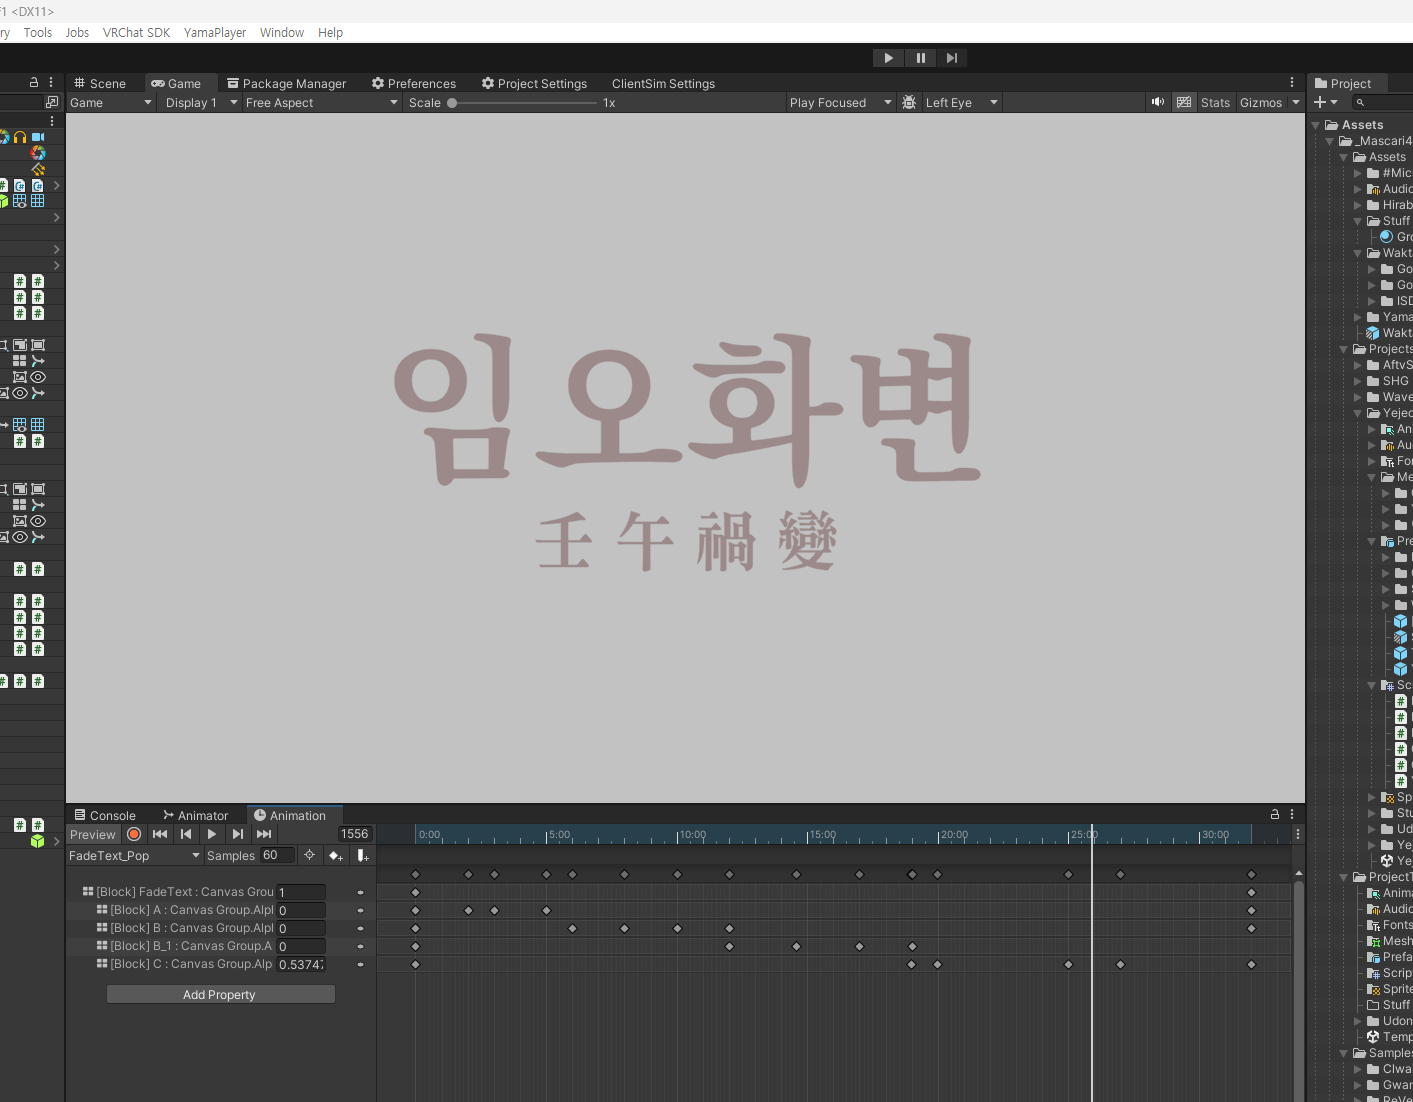 <DX11>
Tools Jobs VRChat SDK YamaPlayer Window Help
Scene Game Package Manager Preferences Project Settings ClientSim Settings
Game Display 1 Free Aspect Scale 1x Play Focused Left Eye Stats Gizmos
임오화변
壬午禍變
Console Animator Animation
Preview 1556
0:00 5:00 10:00 15:00 20:00 25:00 30:00
FadeText_Pop Samples 60
[Block] FadeText : Canvas Grou 1
[Block] A : Canvas Group.Alpl 0
[Block] B : Canvas Group.Alpl 0
[Block] B_1 : Canvas Group.A 0
[Block] C : Canvas Group.Alp 0.5374
Add Property
Project
Assets
_Mascari4
Assets
#Mic
Audio
Hirab
Stuff
Gro
Wakt
Go
Go
ISD
Yama
Wakt
Projects
AftvS
SHG
Wave
Yejeo
An
Au
Fo
Me
Pre
Sc
Sp
Stu
Ud
Ye
Ye
ProjectT
Anima
Audio
Fonts
Mesh
Prefa
Scrip
Sprite
Stuff
Udon
Temp
Samples
Clwa
Gwar
ReVe